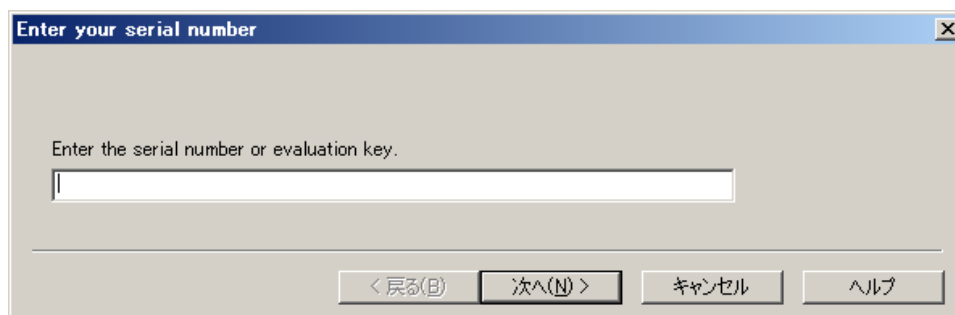 Enter your serial number
Enter the serial number or evaluation key.
< 戻る(B) 次へ(N) > キャンセル ヘルプ